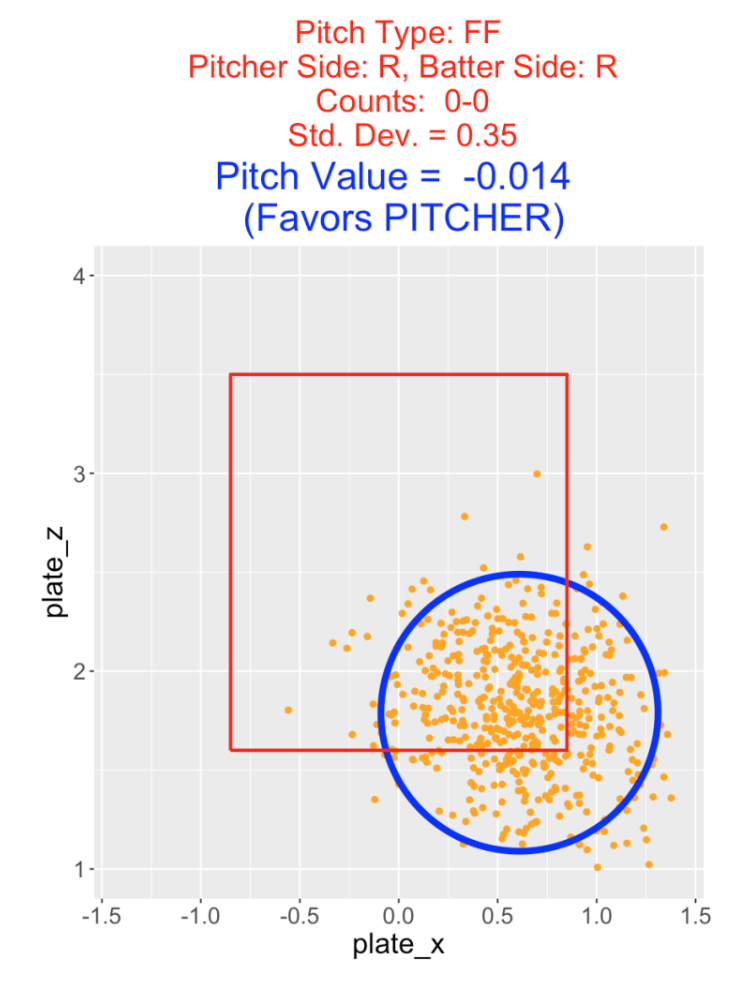 Pitch Type: FF
Pitcher Side: R, Batter Side: R
Counts:  0-0
Std. Dev. = 0.35
Pitch Value =  -0.014
(Favors PITCHER)
4
3
2
1
plate_z
-1.5 -1.0 -0.5 0.0 0.5 1.0 1.5
plate_x